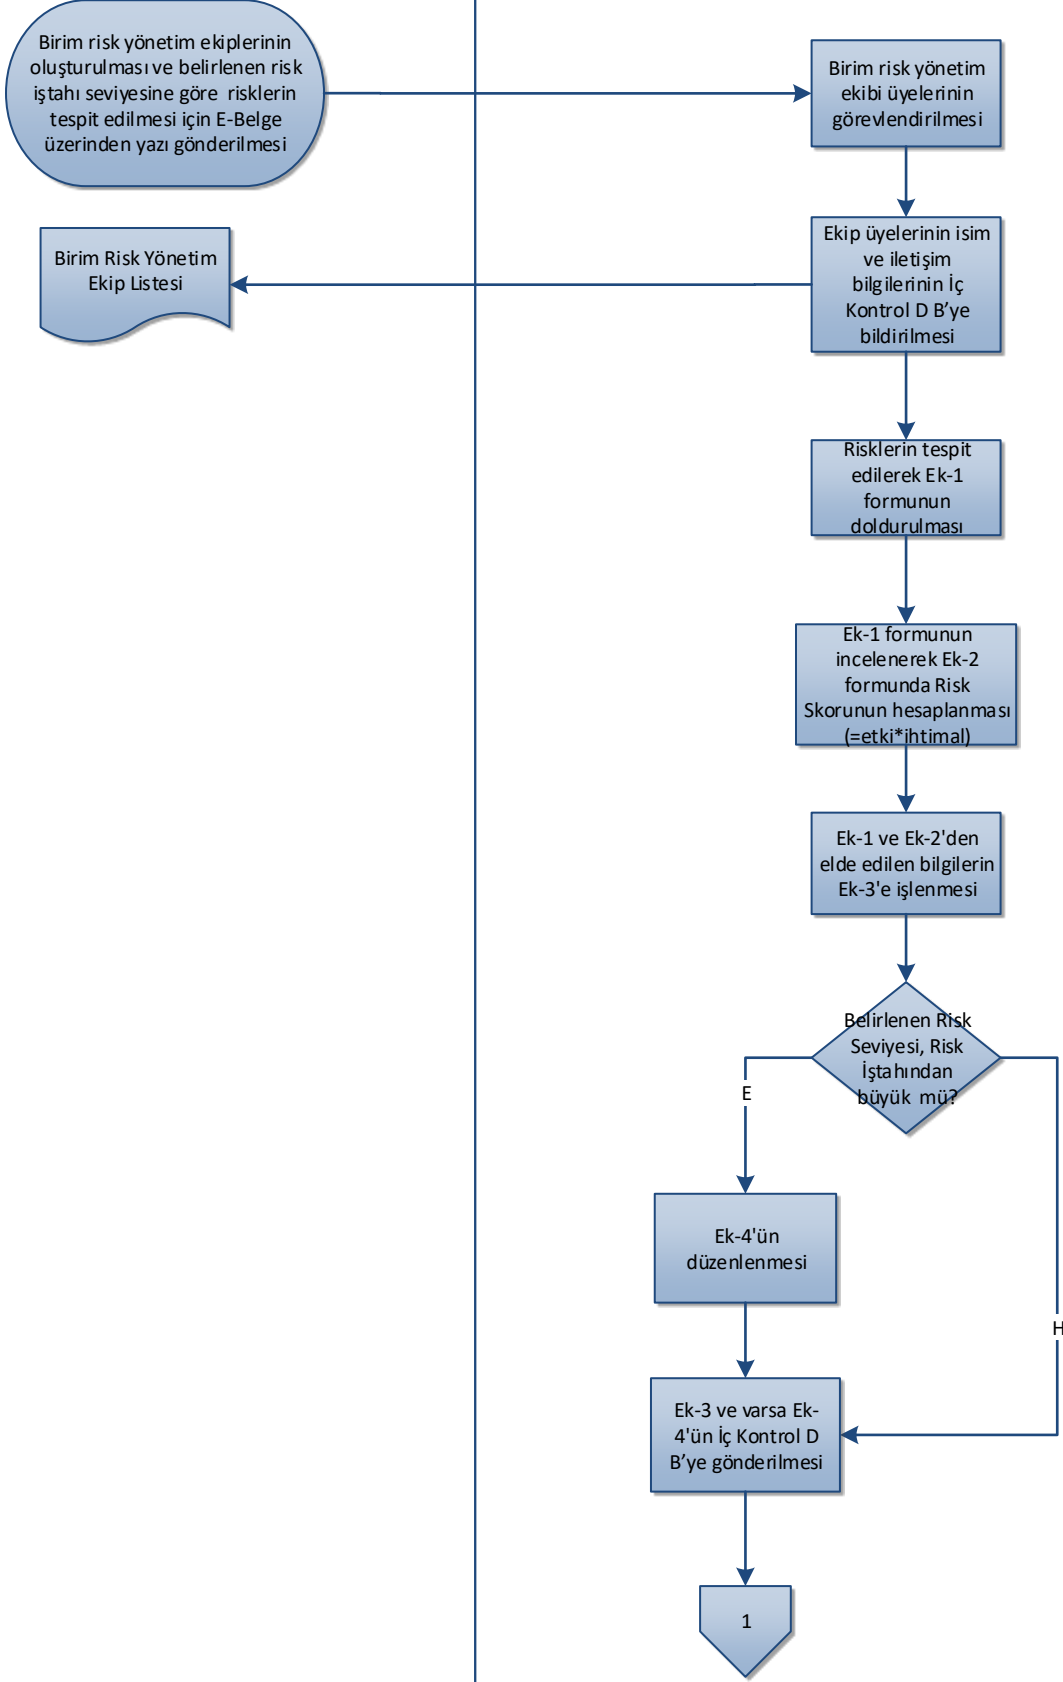 Birim risk yönetim ekiplerinin
oluşturulması ve belirlenen risk
iştahı seviyesine göre risklerin
tespit edilmesi için E-Belge
üzerinden yazı gönderilmesi
Birim risk yönetim
ekibi üyelerinin
görevlendirilmesi
Birim Risk Yönetim
Ekip Listesi
Ekip üyelerinin isim
ve iletişim
bilgilerinin İç
Kontrol D B’ye
bildirilmesi
Risklerin tespit
edilerek Ek-1
formunun
doldurulması
Ek-1 formunun
incelenerek Ek-2
formunda Risk
Skorunun hesaplanması
(=etki*ihtimal)
Ek-1 ve Ek-2'den
elde edilen bilgilerin
Ek-3'e işlenmesi
Belirlenen Risk
Seviyesi, Risk
İştahından
büyük mü?
E
Ek-4'ün
düzenlenmesi
H
Ek-3 ve varsa Ek-
4'ün İç Kontrol D
B’ye gönderilmesi
1